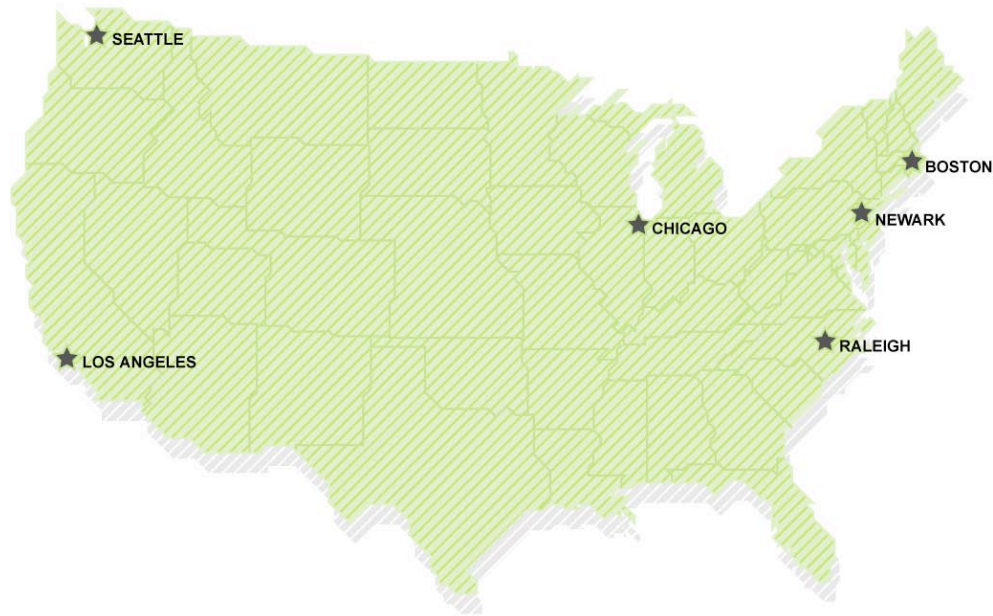 SEATTLE
BOSTON
NEWARK
CHICAGO
RALEIGH
LOS ANGELES